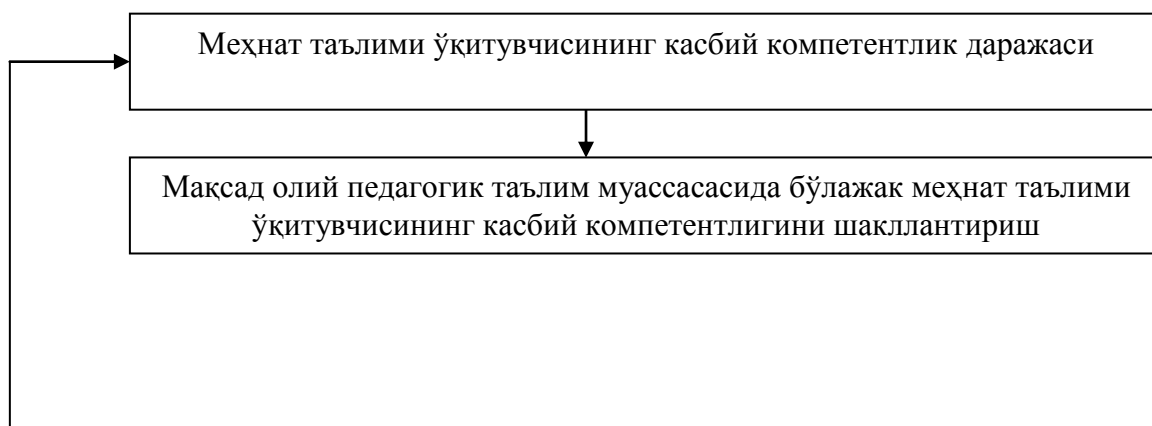 Меҳнат таълими ўқитувчисининг касбий компетентлик даражаси
Мақсад олий педагогик таълим муассасасида бўлажак меҳнат таълими
ўқитувчисининг касбий компетентлигини шакллантириш